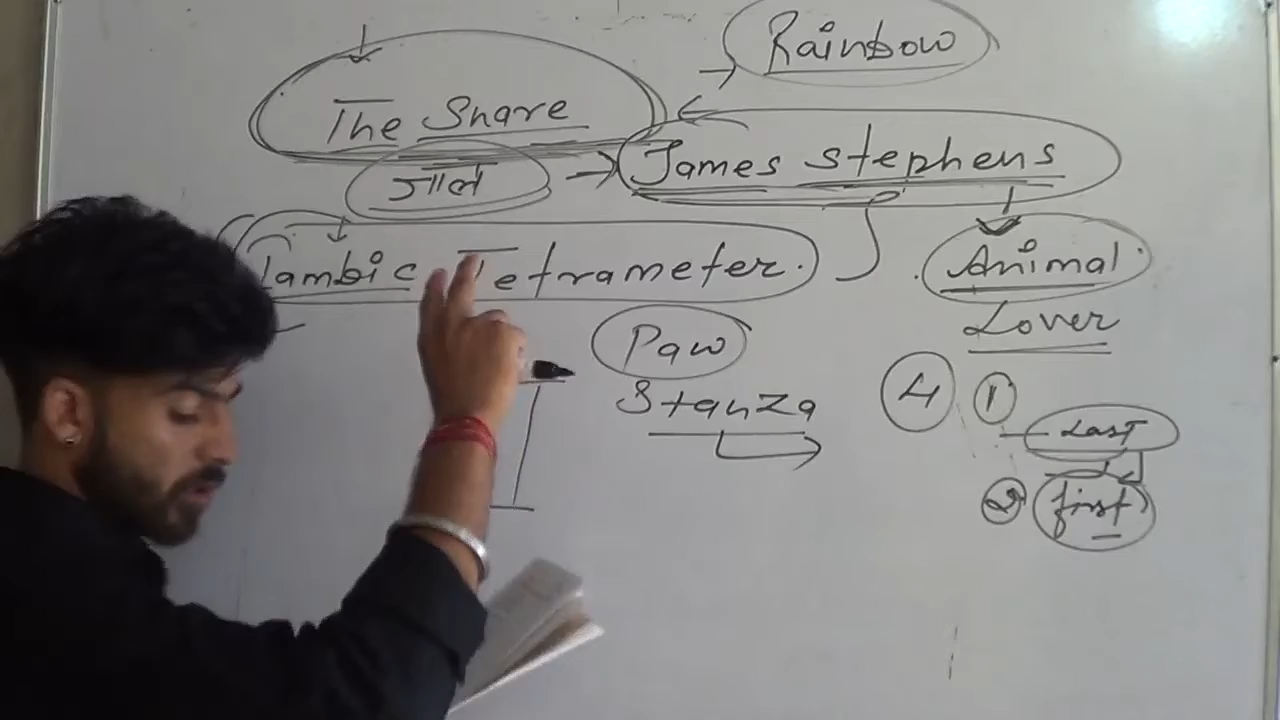 Rainbow
The Snare
James Stephens
जाल
Iambic Tetrameter.
Animal
Lover
Paw
Stanza
4 1
Last
2 first